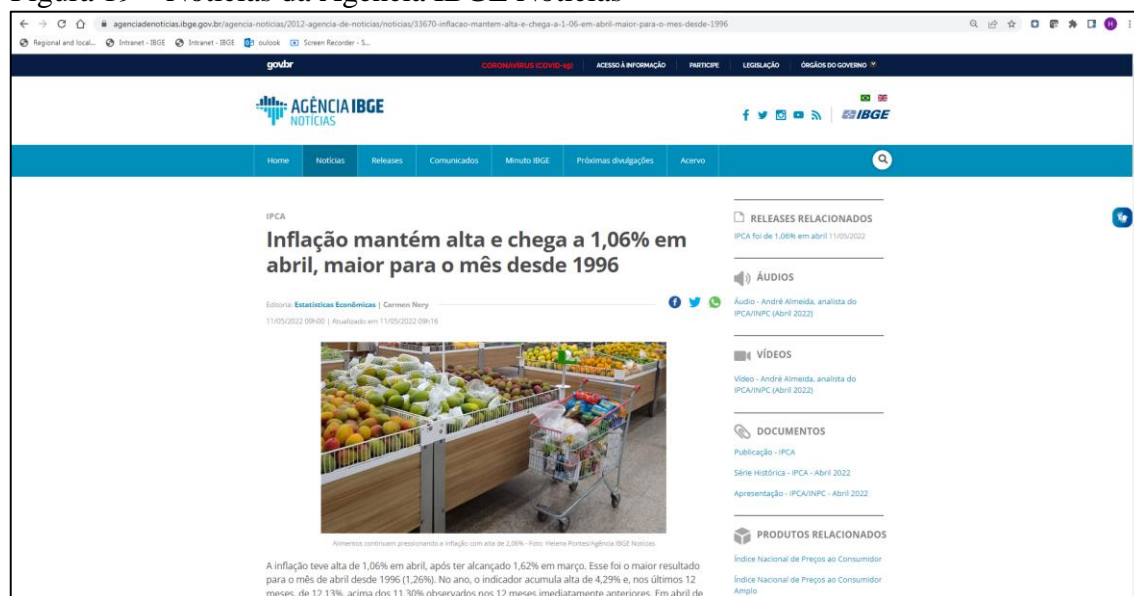 Figura 19 – Notícias da Agência IBGE Notícias
agenciadenoticias.ibge.gov.br/agencia-noticias/2012-agencia-de-noticias/noticias/33670-inflacao-mantem-alta-e-chega-a-1-06-em-abril-maior-para-o-mes-desde-1996
Regional and local... Intranet - IBGE Intranet - IBGE oulook Screen Recorder - S...
gov.br CORONAVÍRUS (COVID-19) ACESSO À INFORMAÇÃO PARTICIPE LEGISLAÇÃO ÓRGÃOS DO GOVERNO
AGÊNCIA IBGE
NOTÍCIAS
IBGE
Home Notícias Releases Comunicados Minuto IBGE Próximas divulgações Acervo
IPCA
Inflação mantém alta e chega a 1,06% em
abril, maior para o mês desde 1996
Editoria: Estatísticas Econômicas | Carmen Nery
11/05/2022 09h00 | Atualizado em 11/05/2022 09h16
Alimentos continuam pressionando a inflação com alta de 2,06% - Foto: Helena Pontes/Agência IBGE Notícias
A inflação teve alta de 1,06% em abril, após ter alcançado 1,62% em março. Esse foi o maior resultado
para o mês de abril desde 1996 (1,26%). No ano, o indicador acumula alta de 4,29% e, nos últimos 12
meses, de 12,13%, acima dos 11,30% observados nos 12 meses imediatamente anteriores. Em abril de
RELEASES RELACIONADOS
IPCA foi de 1,06% em abril 11/05/2022
ÁUDIOS
Áudio - André Almeida, analista do
IPCA/INPC (Abril 2022)
VÍDEOS
Vídeo - André Almeida, analista do
IPCA/INPC (Abril 2022)
DOCUMENTOS
Publicação - IPCA
Série Histórica - IPCA - Abril 2022
Apresentação - IPCA/INPC - Abril 2022
PRODUTOS RELACIONADOS
Índice Nacional de Preços ao Consumidor
Índice Nacional de Preços ao Consumidor
Amplo